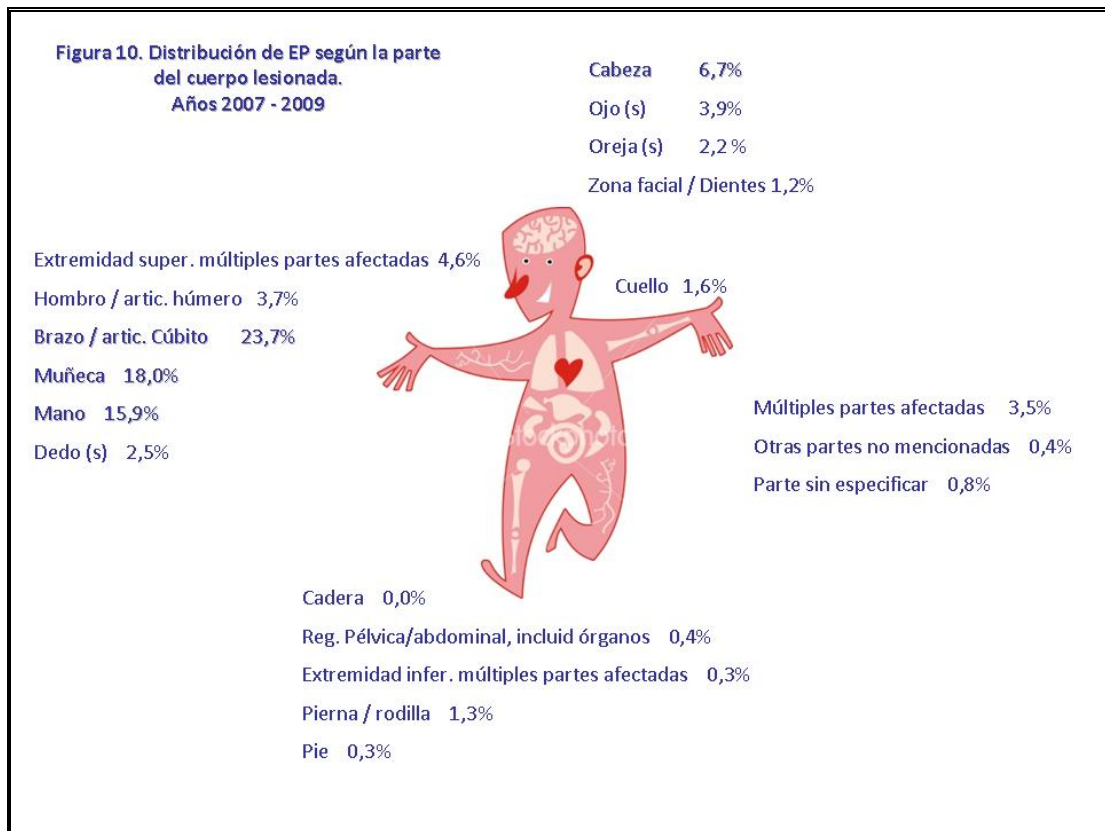 Figura 10. Distribución de EP según la parte
del cuerpo lesionada.
Años 2007 - 2009
Cabeza 6,7%
Ojo (s) 3,9%
Oreja (s) 2,2 %
Zona facial / Dientes 1,2%
Extremidad super. múltiples partes afectadas 4,6%
Hombro / artic. húmero 3,7%
Brazo / artic. Cúbito 23,7%
Muñeca 18,0%
Mano 15,9%
Dedo (s) 2,5%
Cuello 1,6%
Múltiples partes afectadas 3,5%
Otras partes no mencionadas 0,4%
Parte sin especificar 0,8%
Cadera 0,0%
Reg. Pélvica/abdominal, incluid órganos 0,4%
Extremidad infer. múltiples partes afectadas 0,3%
Pierna / rodilla 1,3%
Pie 0,3%